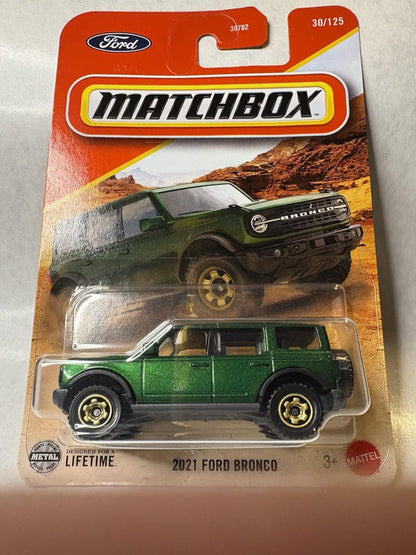 Ford
30782
30/125
MATCHBOX
BRONCO
METAL
DESIGNED FOR A
LIFETIME
2021 FORD BRONCO
3+
MATTEL